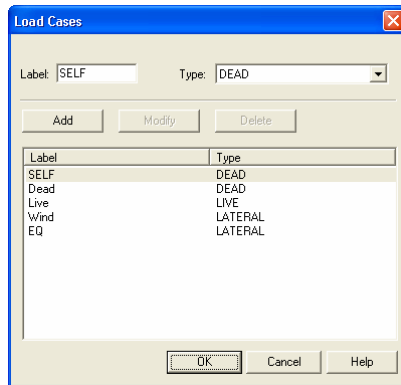 Load Cases
Label: SELF Type: DEAD
Add Modify Delete
Label Type
SELF DEAD
Dead DEAD
Live LIVE
Wind LATERAL
EQ LATERAL
OK Cancel Help